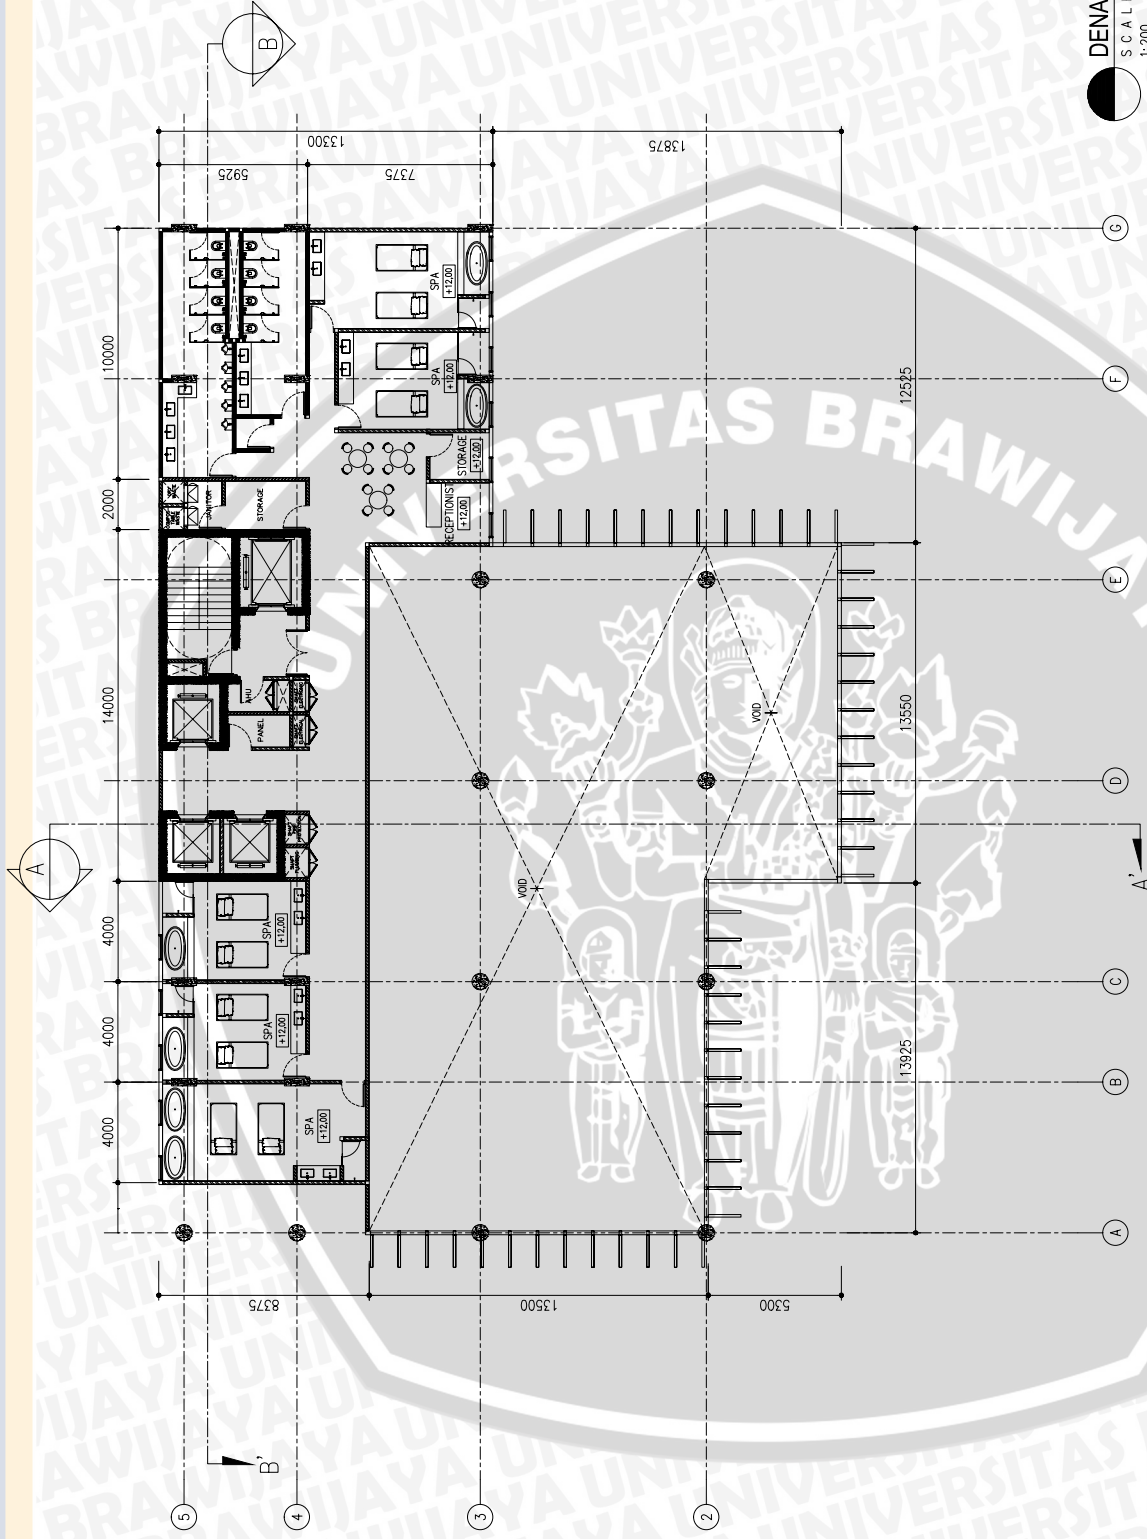 DENA
SCAL
1:200
B
A
A'
B'
13300
5925
7375
13875
10000
2000
14000
4000
4000
4000
12525
13550
13925
8375
13500
5300
G
F
E
D
C
B
A
5
4
3
2
SPA
+12,00
SPA
+12,00
STORAGE
+12,00
RECEPTIONIST
+12,00
JANITOR
STORAGE
AHU
PANEL
SPA
+12,00
SPA
+12,00
SPA
+12,00
VOID
VOID
UNIVERSITAS BRAWIJA